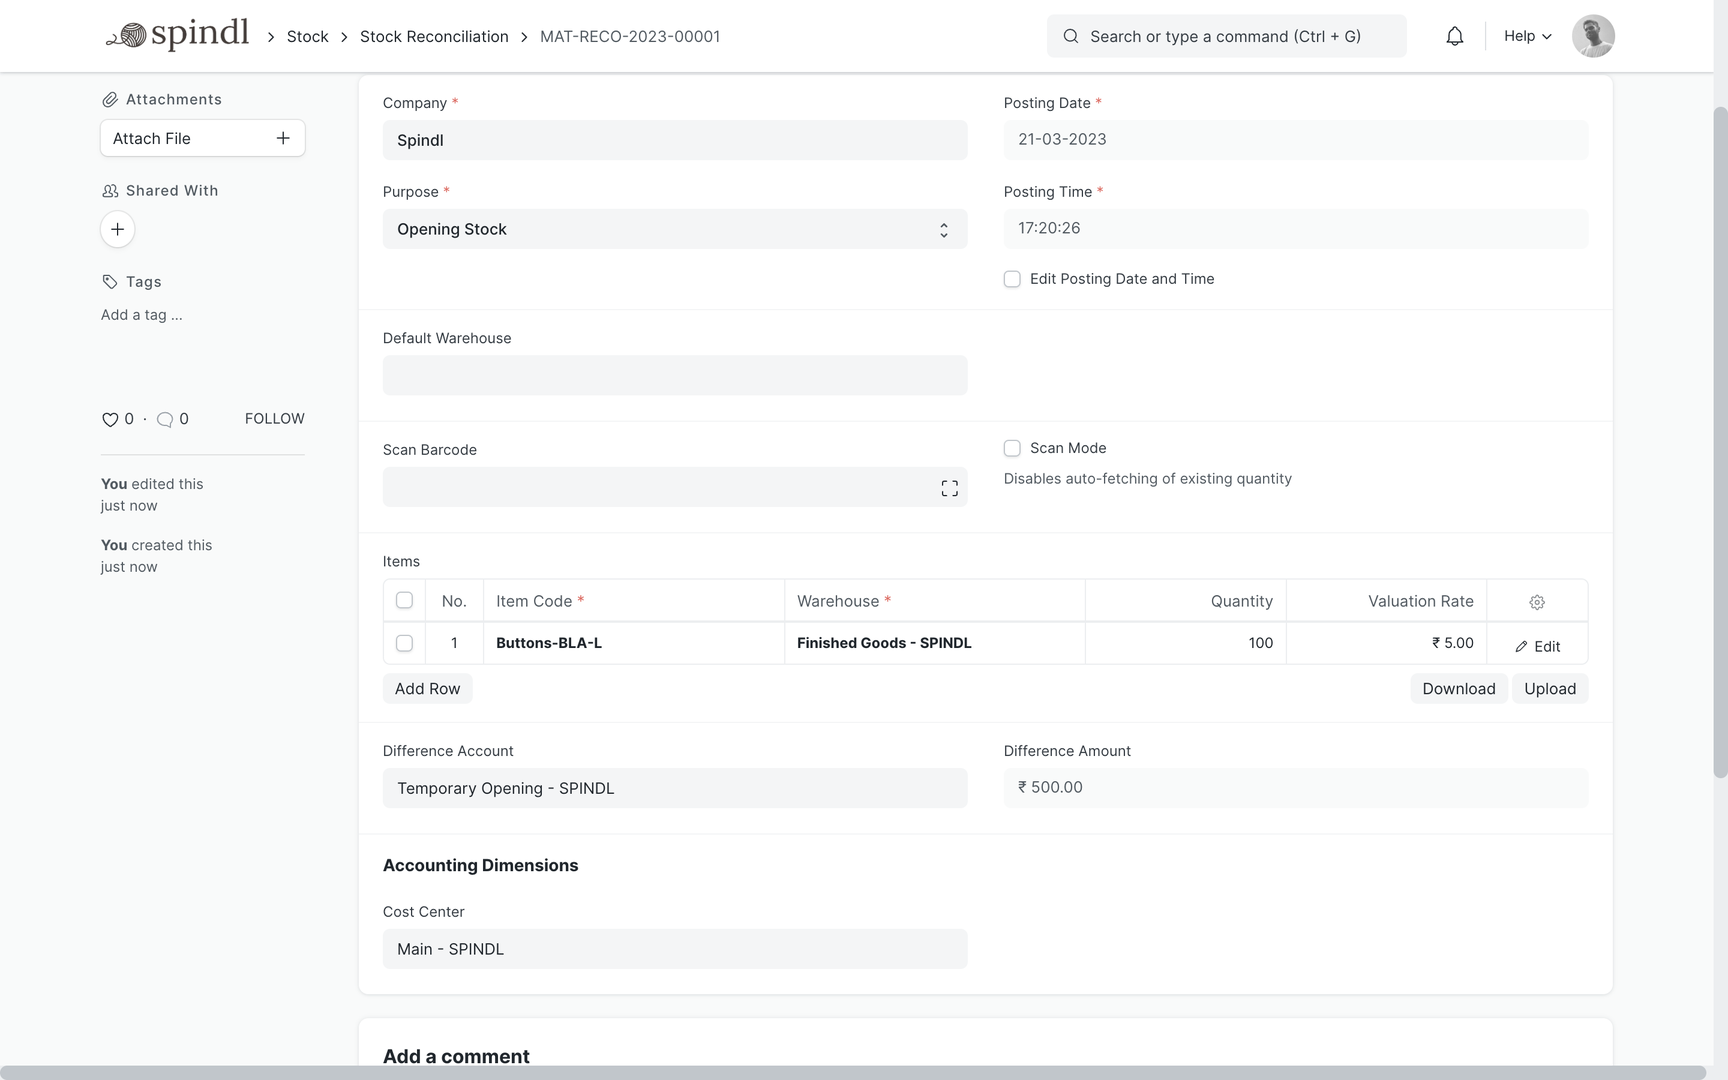 spindl
Stock
Stock Reconciliation
MAT-RECO-2023-00001
Search or type a command (Ctrl + G)
Help
Attachments
Attach File
Shared With
Tags
Add a tag ...
0 · 0
FOLLOW
You edited this
just now
You created this
just now
Company *
Spindl
Posting Date *
21-03-2023
Purpose *
Opening Stock
Posting Time *
17:20:26
Edit Posting Date and Time
Default Warehouse
Scan Barcode
Scan Mode
Disables auto-fetching of existing quantity
Items
No. Item Code * Warehouse * Quantity Valuation Rate
1 Buttons-BLA-L Finished Goods - SPINDL 100 ₹ 5.00 Edit
Add Row
Download
Upload
Difference Account
Temporary Opening - SPINDL
Difference Amount
₹ 500.00
Accounting Dimensions
Cost Center
Main - SPINDL
Add a comment